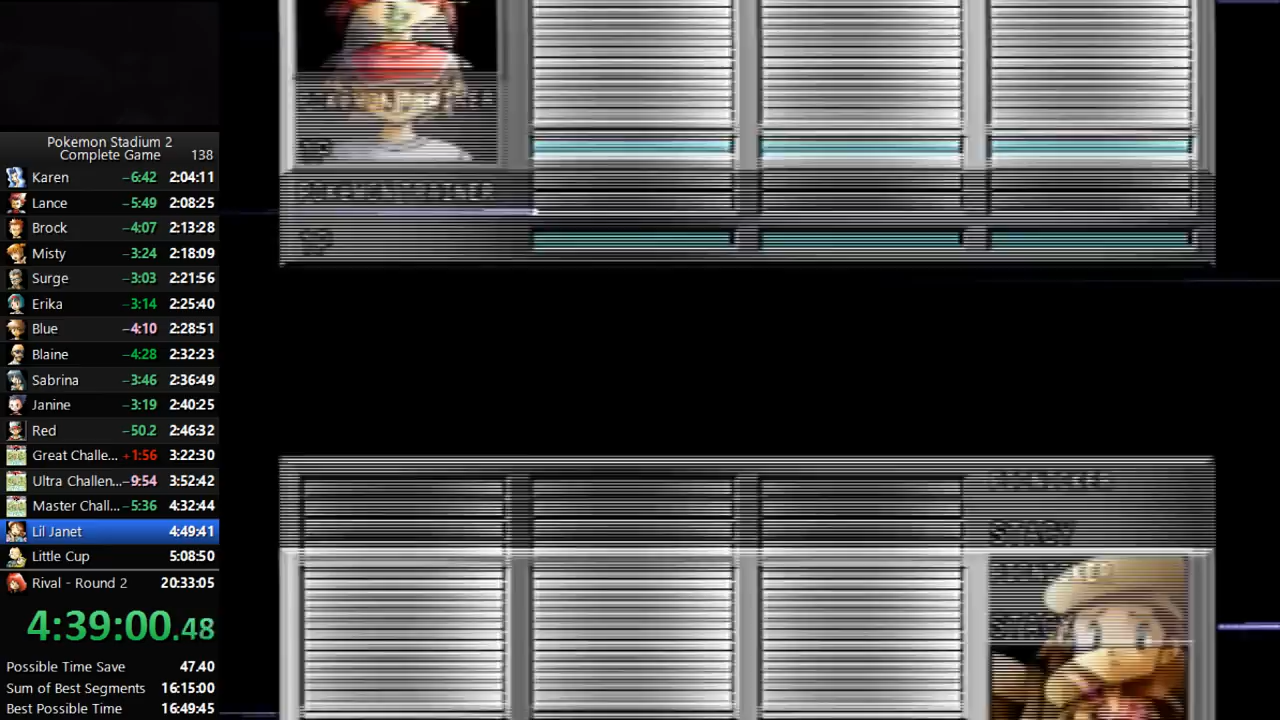 Pokemon Stadium 2
Complete Game 138
Karen −6:42 2:04:11
Lance −5:49 2:08:25
Brock −4:07 2:13:28
Misty −3:24 2:18:09
Surge −3:03 2:21:56
Erika −3:14 2:25:40
Blue −4:10 2:28:51
Blaine −4:28 2:32:23
Sabrina −3:46 2:36:49
Janine −3:19 2:40:25
Red −50.2 2:46:32
Great Challe... +1:56 3:22:30
Ultra Challen... −9:54 3:52:42
Master Chall... −5:36 4:32:44
Lil Janet 4:49:41
Little Cup 5:08:50
Rival - Round 2 20:33:05
4:39:00.48
Possible Time Save 47.40
Sum of Best Segments 16:15:00
Best Possible Time 16:49:45
POKEMON TRAINER
STACY
STACY